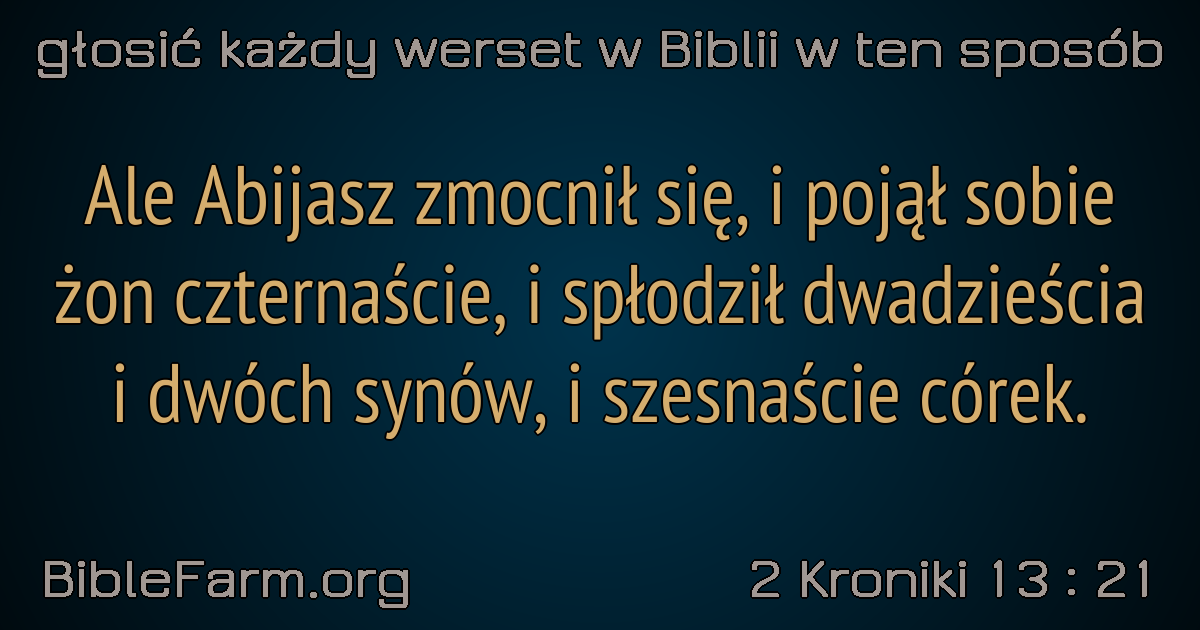 głosić każdy werset w Biblii w ten sposób
Ale Abijasz zmocnił się, i pojął sobie
żon czternaście, i spłodził dwadzieścia
i dwóch synów, i szesnaście córek.
BibleFarm.org
2 Kroniki 13 : 21